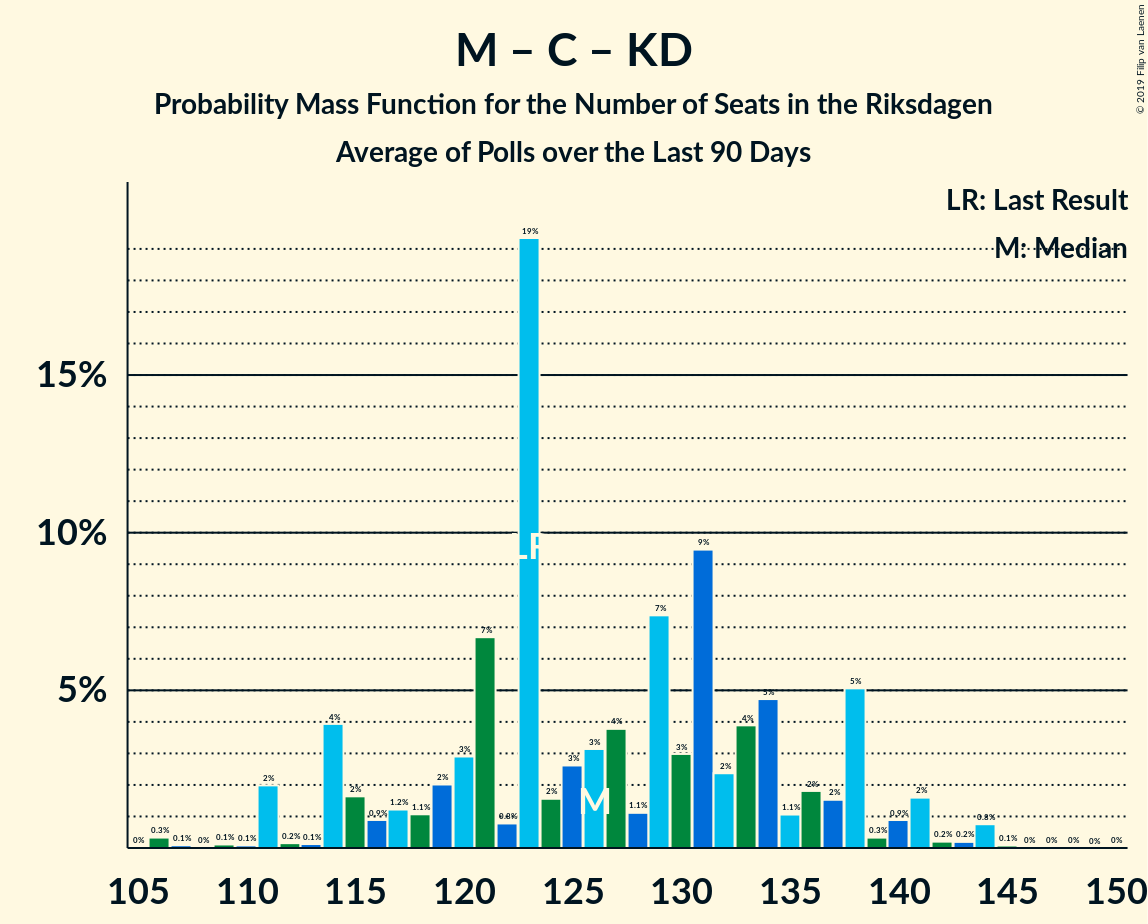 M – C – KD
Probability Mass Function for the Number of Seats in the Riksdagen
Average of Polls over the Last 90 Days
© 2019 Filip van Laenen
LR: Last Result
M: Median
15%
10%
5%
0% 0.3% 0.1% 0% 0.1% 0.1% 2% 0.2% 0.1% 4% 2% 0.9% 1.2% 1.1% 2% 3% 7% 0.8% 19% 2% 3% 3% 4% 1.1% 7% 3% 9% 2% 4% 5% 1.1% 2% 2% 5% 0.3% 0.9% 2% 0.2% 0.2% 0.8% 0.1% 0% 0% 0% 0% 0%
LR
M
105 110 115 120 125 130 135 140 145 150